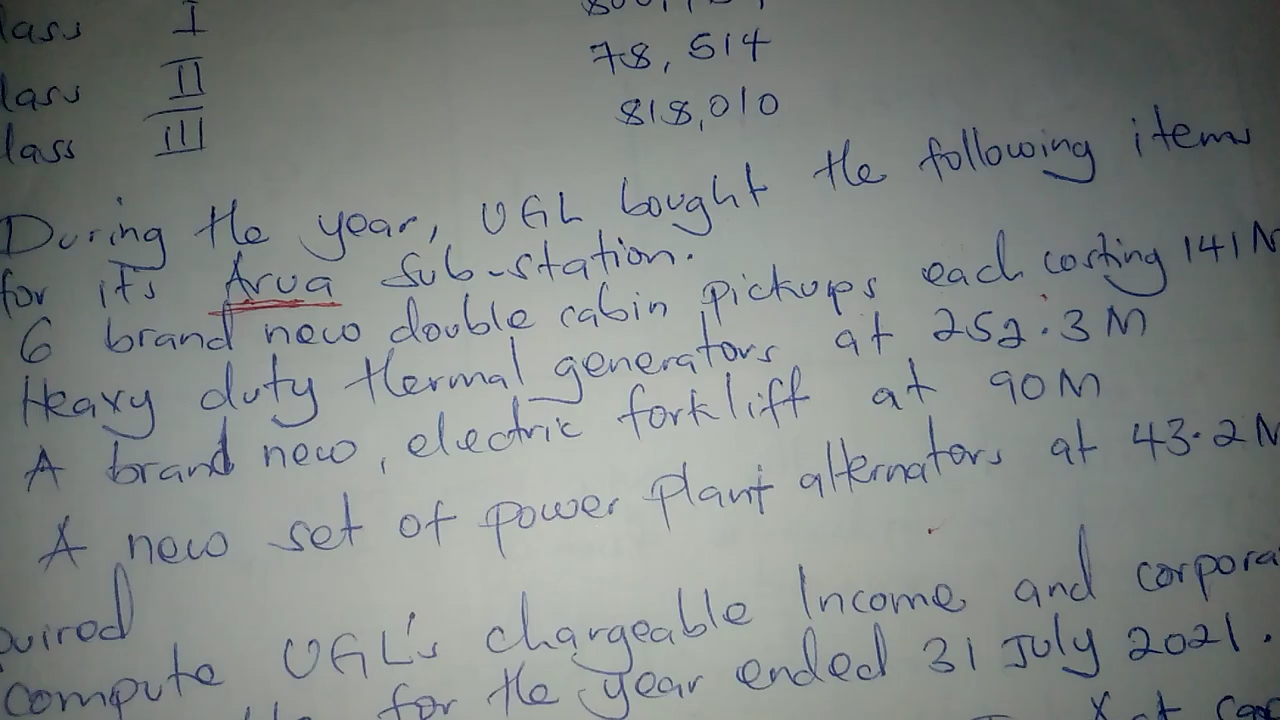 lass I
78,514
lass II
818,010
lass III
During the year, UGL bought the following items
for its Arua Sub-station.
6 brand new double cabin pickups each costing 141M
Heavy duty thermal generators at 252.3M
A brand new, electric forklift at 90M
A new set of power plant alternators at 43.2M
quired
compute UGL's chargeable Income and corpora
for the year ended 31 July 2021.